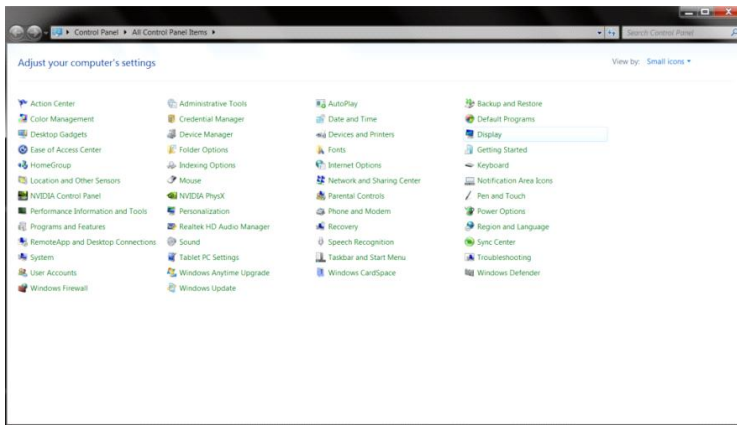 Control Panel All Control Panel Items Search Control Panel
Adjust your computer's settings View by: Small icons
Action Center Administrative Tools AutoPlay Backup and Restore
Color Management Credential Manager Date and Time Default Programs
Desktop Gadgets Device Manager Devices and Printers Display
Ease of Access Center Folder Options Fonts Getting Started
HomeGroup Indexing Options Internet Options Keyboard
Location and Other Sensors Mouse Network and Sharing Center Notification Area Icons
NVIDIA Control Panel NVIDIA PhysX Parental Controls Pen and Touch
Performance Information and Tools Personalization Phone and Modem Power Options
Programs and Features Realtek HD Audio Manager Recovery Region and Language
RemoteApp and Desktop Connections Sound Speech Recognition Sync Center
System Tablet PC Settings Taskbar and Start Menu Troubleshooting
User Accounts Windows Anytime Upgrade Windows CardSpace Windows Defender
Windows Firewall Windows Update